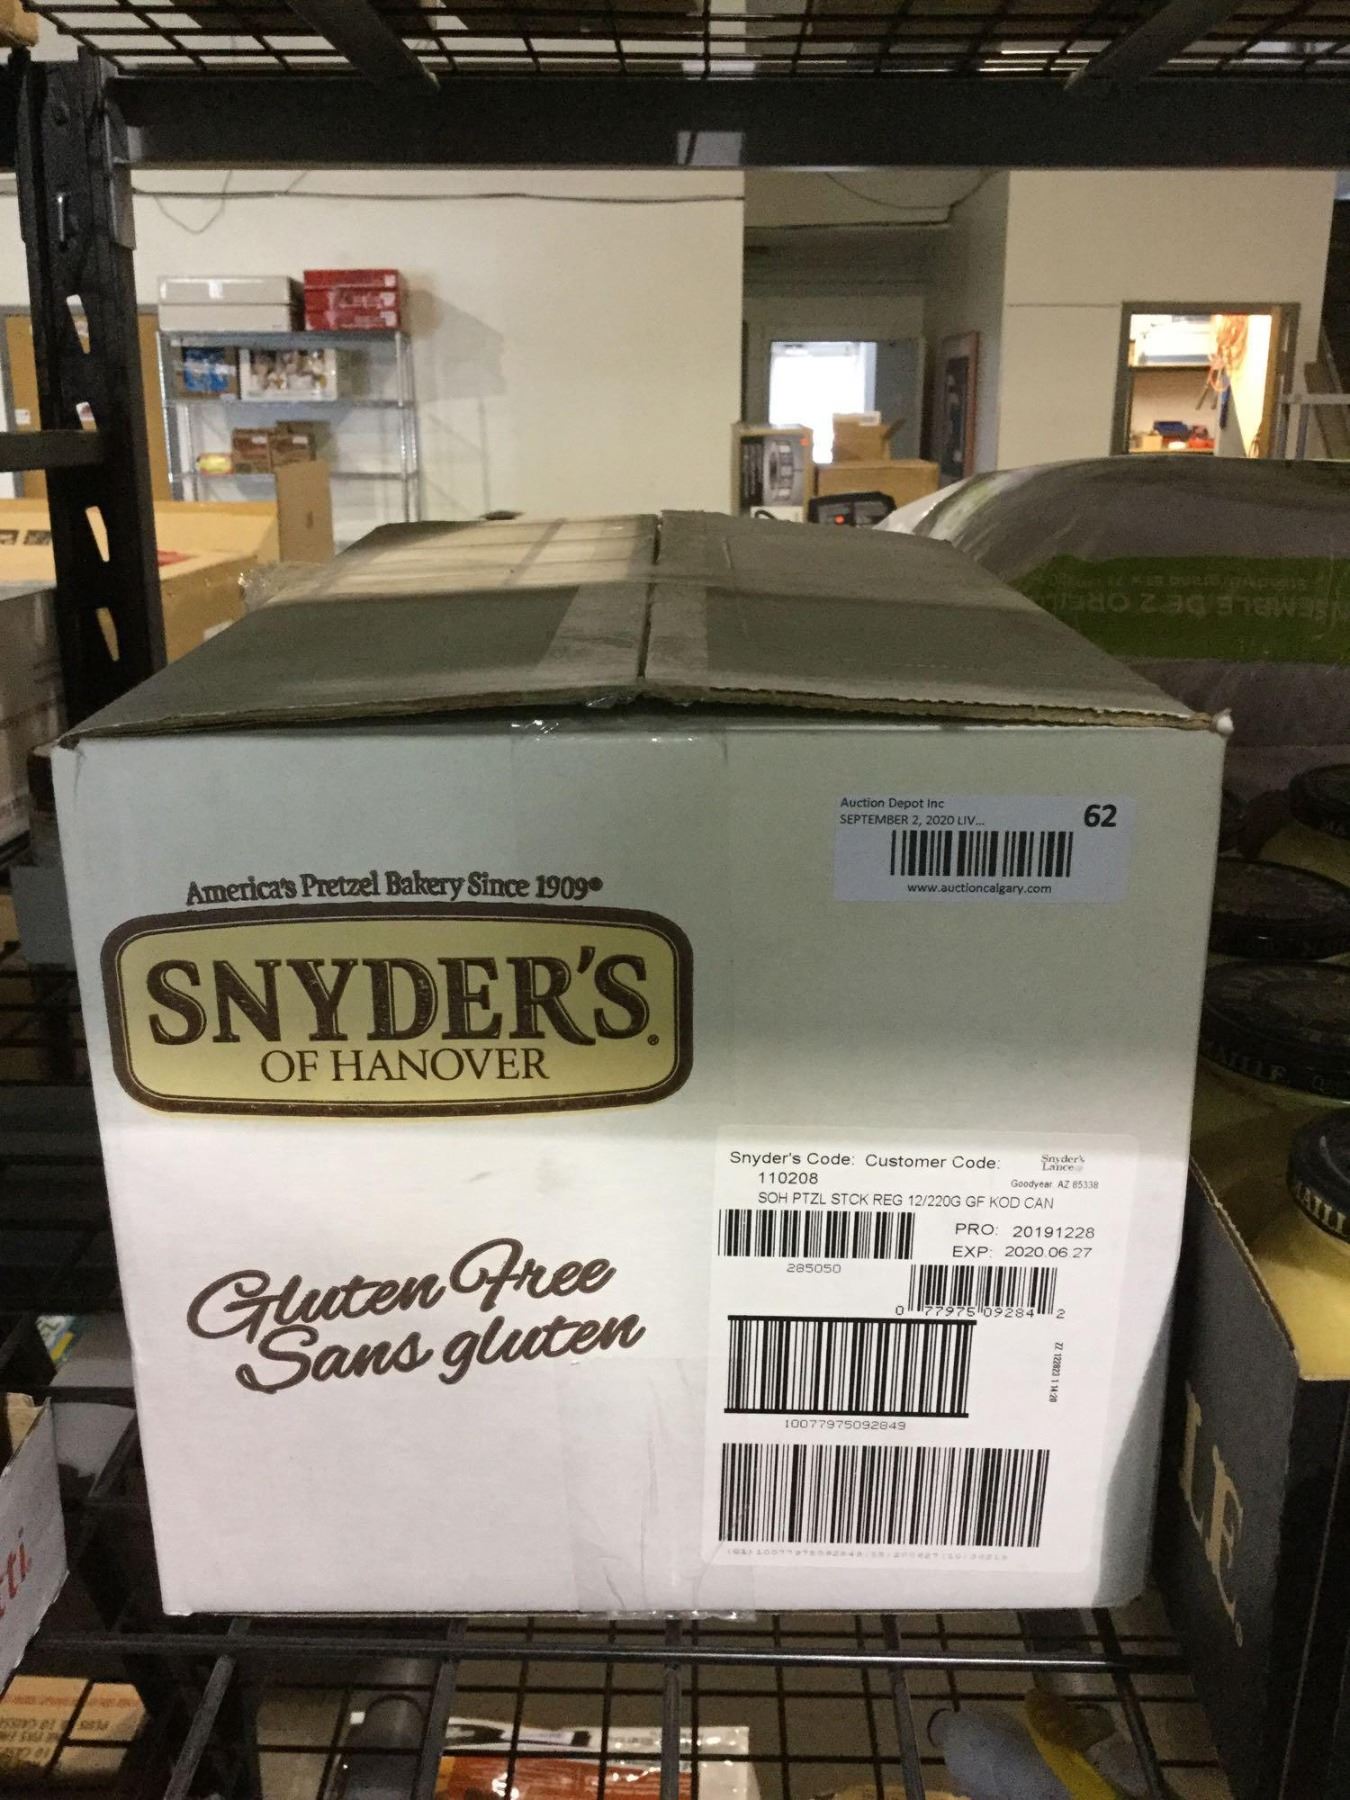 Auction Depot Inc
SEPTEMBER 2, 2020 LIV...
62
www.auctioncalgary.com
America's Pretzel Bakery Since 1909®
SNYDER'S®
OF HANOVER
Gluten Free
Sans gluten
Snyder's Code: Customer Code:
110208
Snyder's
Lance
Goodyear AZ 85338
SOH PTZL STCK REG 12/220G GF KOD CAN
PRO: 20191228
EXP: 2020.06.27
285050
0 77975 09284 2
10077975092849